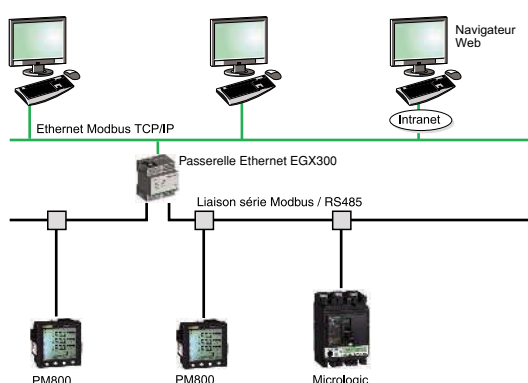 Navigateur
Web
Intranet
Ethernet Modbus TCP/IP
Passerelle Ethernet EGX300
Liaison série Modbus / RS485
PM800
PM800
Micrologic